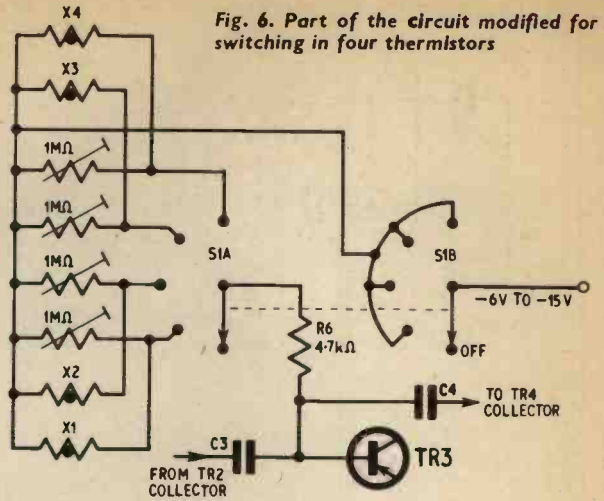 Fig. 6. Part of the circuit modified for
switching in four thermistors
X4
X3
1MΩ
1MΩ
1MΩ
1MΩ
X2
X1
S1A
S1B
-6V TO -15V
OFF
R6
4·7kΩ
C4
TO TR4
COLLECTOR
C3
TR3
FROM TR2
COLLECTOR